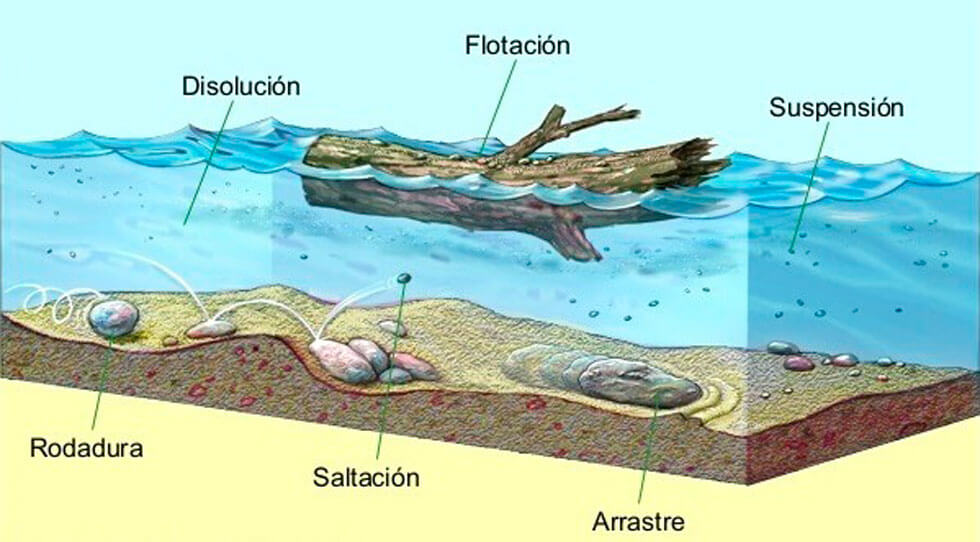 Flotación
Disolución
Suspensión
Rodadura
Saltación
Arrastre